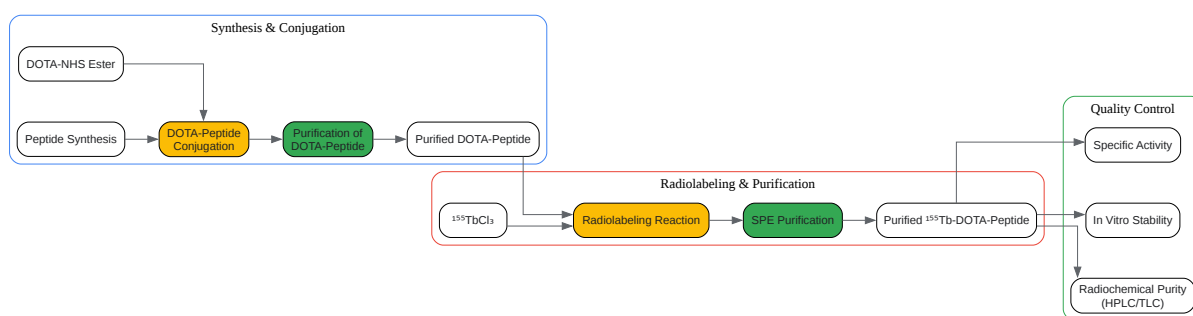 Synthesis & Conjugation
DOTA-NHS Ester
Peptide Synthesis
DOTA-Peptide
Conjugation
Purification of
DOTA-Peptide
Purified DOTA-Peptide
Radiolabeling & Purification
¹⁵⁵TbCl₃
Radiolabeling Reaction
SPE Purification
Purified ¹⁵⁵Tb-DOTA-Peptide
Quality Control
Specific Activity
In Vitro Stability
Radiochemical Purity
(HPLC/TLC)